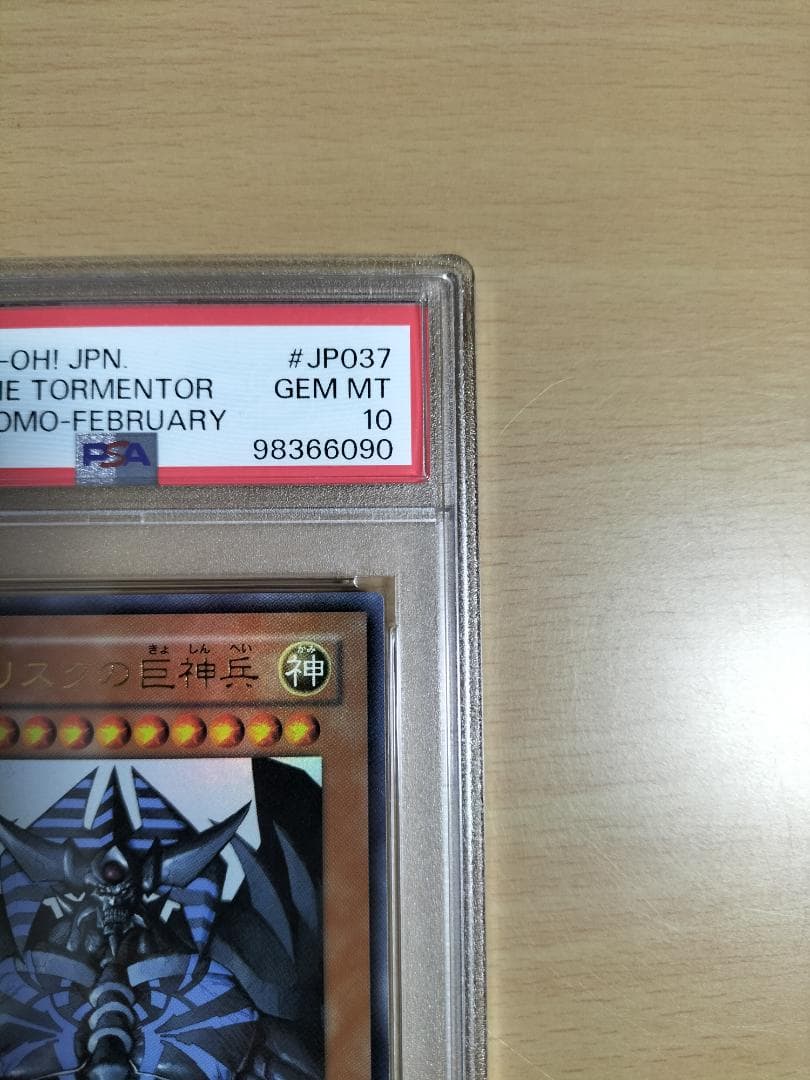 -OH! JPN. #JP037
HE TORMENTOR GEM MT
OMO-FEBRUARY 10
PSA 98366090
きょ しん へい かみ
リスクの巨神兵 神